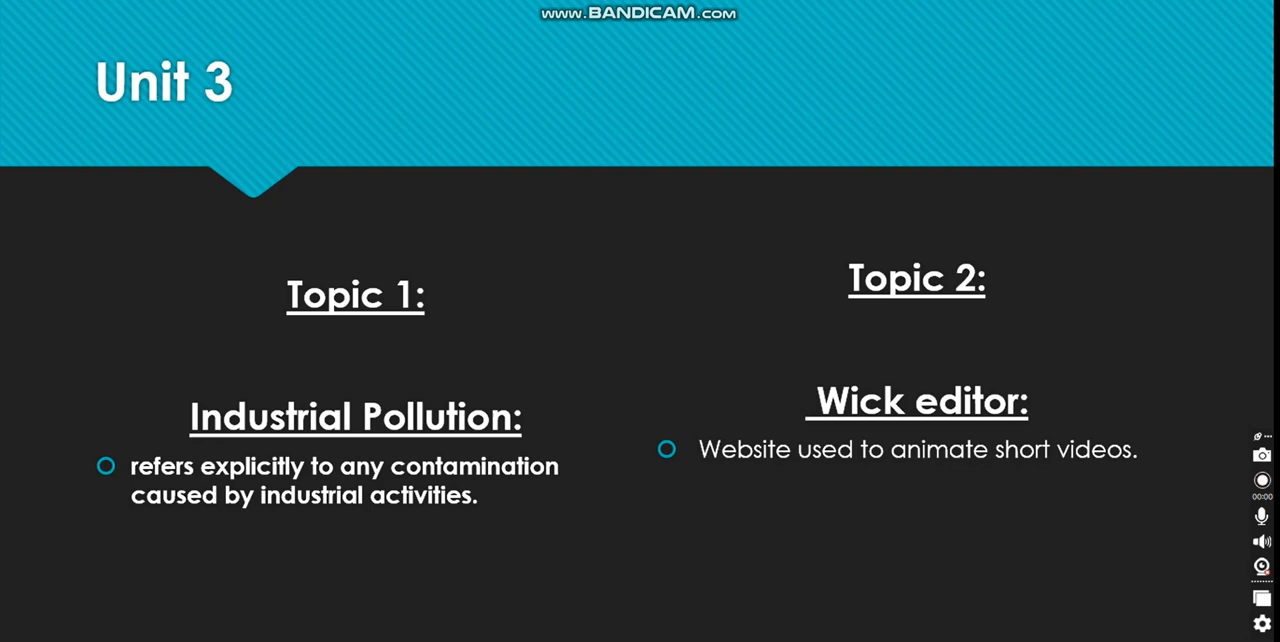 www.BANDICAM.com
Unit 3
Topic 1:
Industrial Pollution:
refers explicitly to any contamination
caused by industrial activities.
Topic 2:
Wick editor:
Website used to animate short videos.
00:00